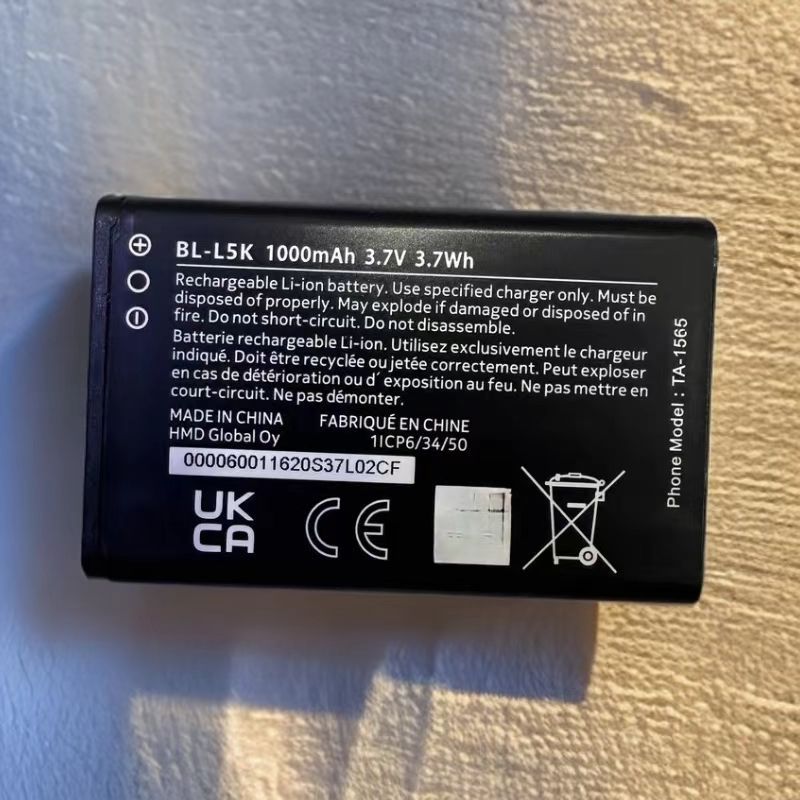 BL-L5K 1000mAh 3.7V 3.7Wh
Rechargeable Li-ion battery. Use specified charger only. Must be
disposed of properly. May explode if damaged or disposed of in
fire. Do not short-circuit. Do not disassemble.
Batterie rechargeable Li-ion. Utilisez exclusivement le chargeur
indiqué. Doit être recyclée ou jetée correctement. Peut exploser
en cas de détérioration ou d' exposition au feu. Ne pas mettre en
court-circuit. Ne pas démonter.
MADE IN CHINA FABRIQUÉ EN CHINE
HMD Global Oy 1ICP6/34/50
000060011620S37L02CF
UK
CA
CE
Phone Model : TA-1565